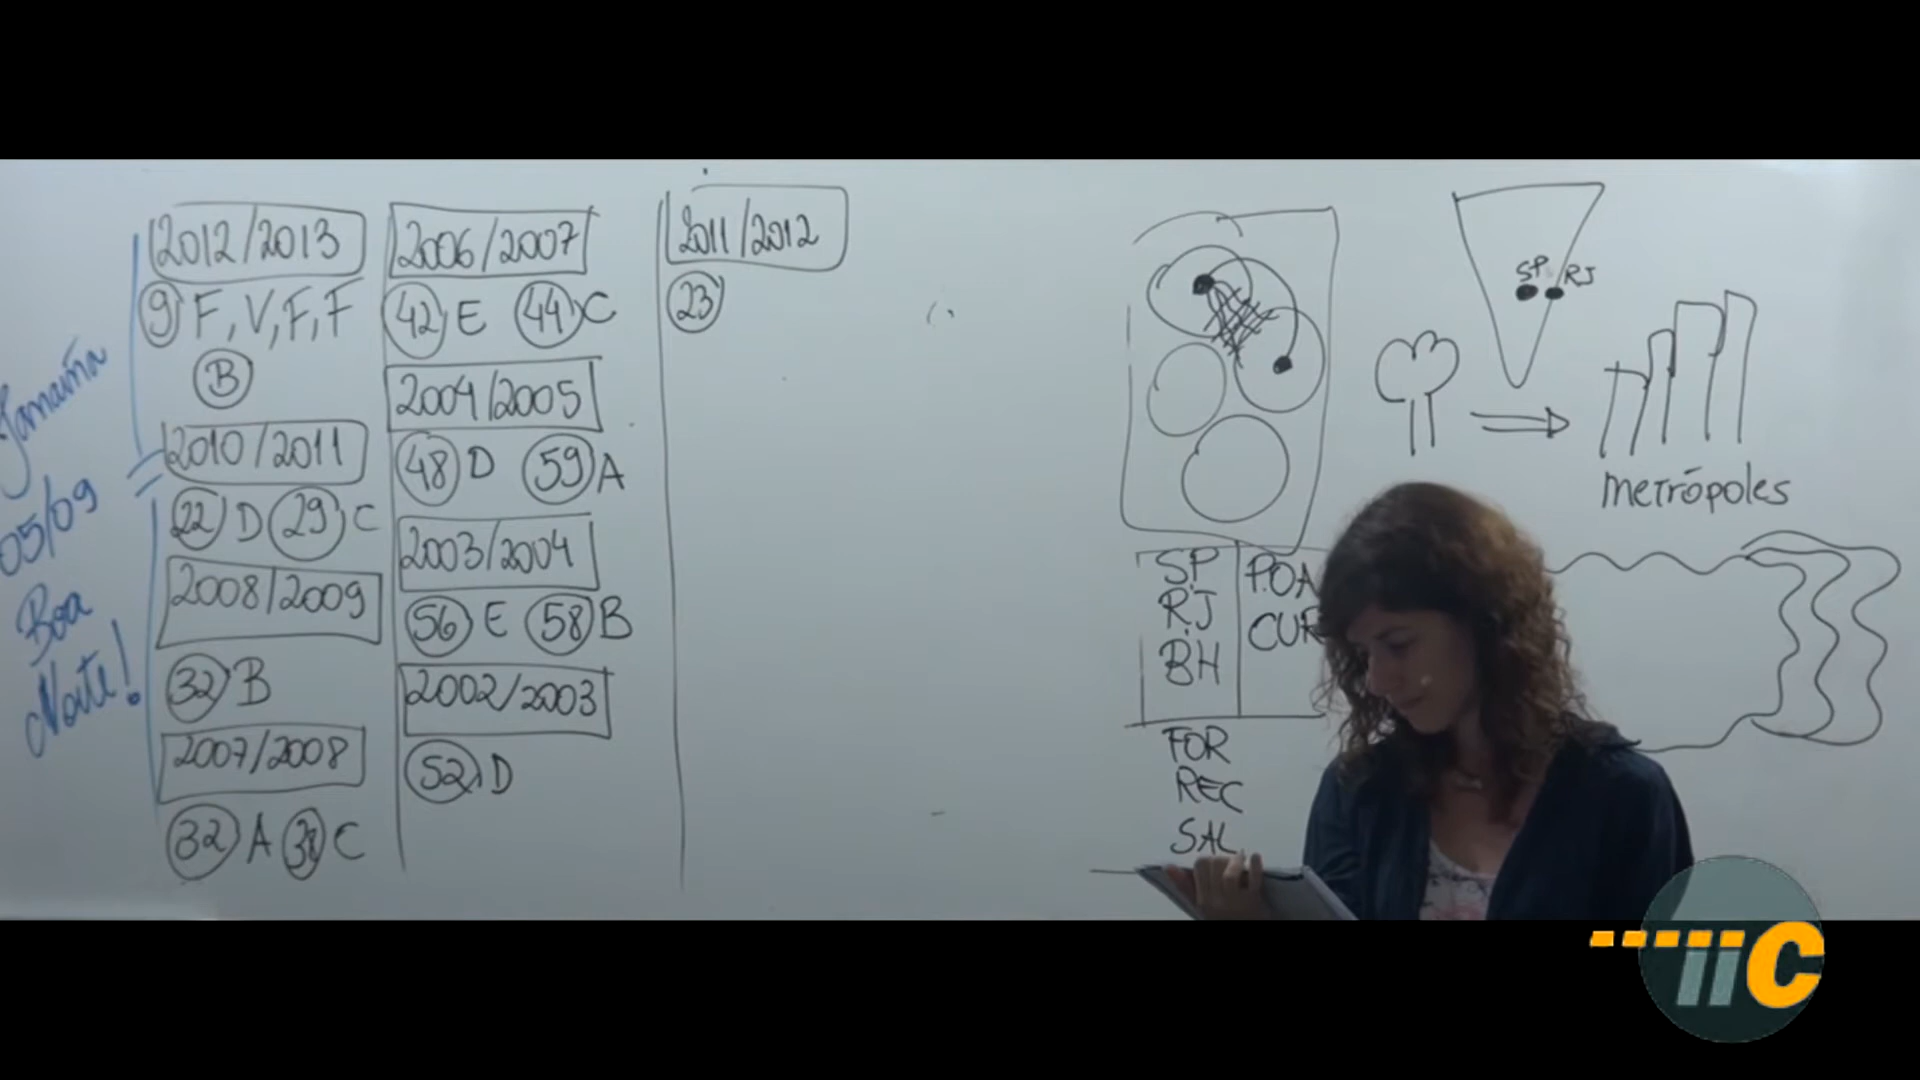 Janaína
05/09
Boa
Noite!
2012/2013
9 F, V, F, F
B
2010/2011
22 D 29 C
2008/2009
32 B
2007/2008
32 A 38 C
2006/2007
42 E 44 C
2004/2005
48 D 59 A
2003/2004
56 E 58 B
2002/2003
52 D
2011/2012
23
SP RJ
metrópoles
SP
RJ
BH
POA
CUR
FOR
REC
SAL
iiC